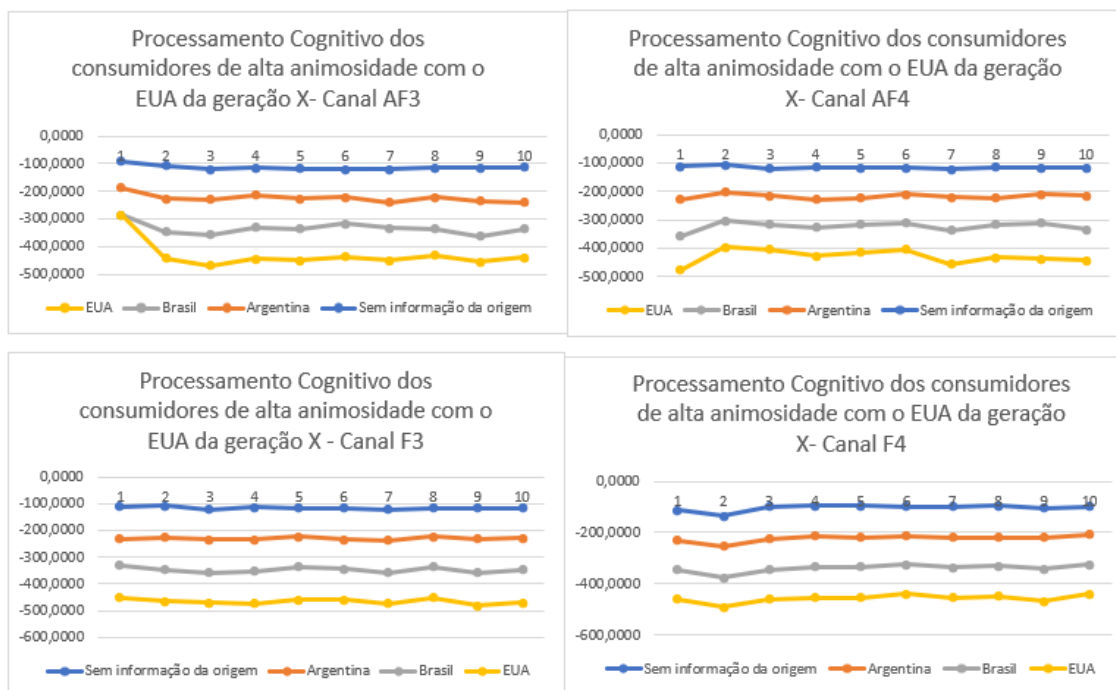 Processamento Cognitivo dos
consumidores de alta animosidade com o
EUA da geração X- Canal AF3
0,0000
1 2 3 4 5 6 7 8 9 10
-100,0000
-200,0000
-300,0000
-400,0000
-500,0000
EUA Brasil Argentina Sem informação da origem
Processamento Cognitivo dos consumidores
de alta animosidade com o EUA da geração
X- Canal AF4
0,0000
1 2 3 4 5 6 7 8 9 10
-100,0000
-200,0000
-300,0000
-400,0000
-500,0000
EUA Brasil Argentina Sem informação da origem
Processamento Cognitivo dos
consumidores de alta animosidade com o
EUA da geração X - Canal F3
0,0000
1 2 3 4 5 6 7 8 9 10
-100,0000
-200,0000
-300,0000
-400,0000
-500,0000
-600,0000
Sem informação da origem Argentina Brasil EUA
Processamento Cognitivo dos consumidores
de alta animosidade com o EUA da geração
X- Canal F4
0,0000
1 2 3 4 5 6 7 8 9 10
-200,0000
-400,0000
-600,0000
Sem informação da origem Argentina Brasil EUA